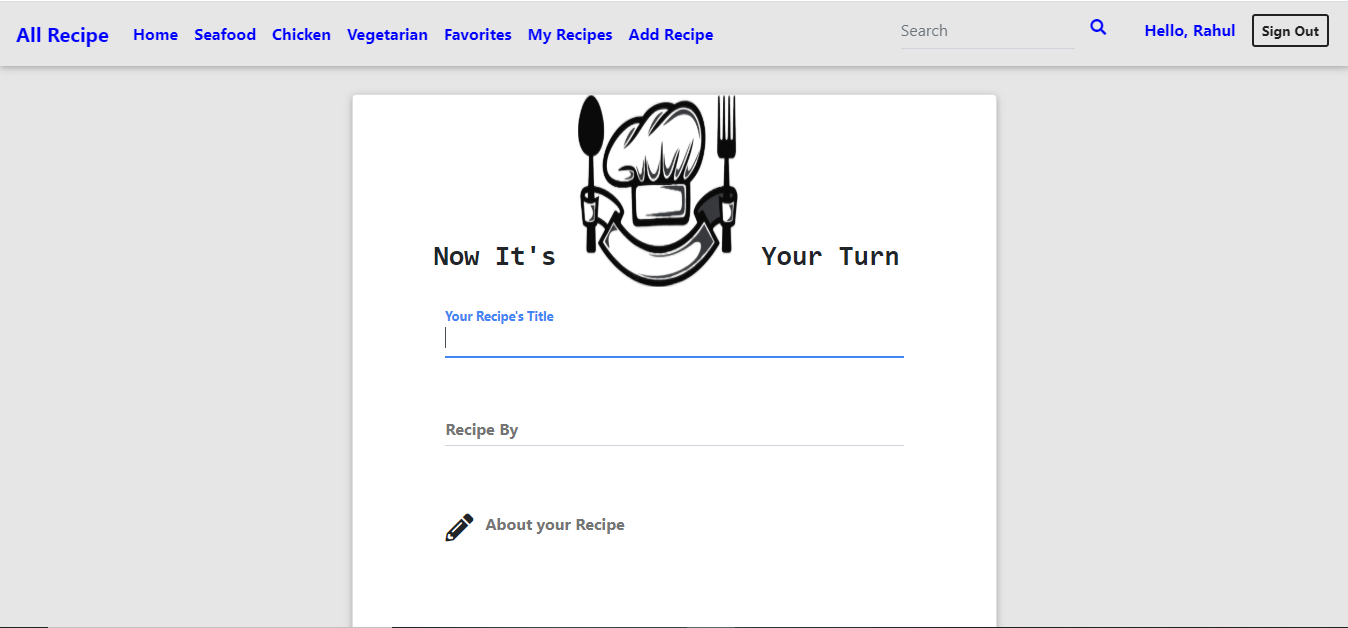 All Recipe Home Seafood Chicken Vegetarian Favorites My Recipes Add Recipe Search Hello, Rahul Sign Out
Now It's Your Turn
Your Recipe's Title
Recipe By
About your Recipe